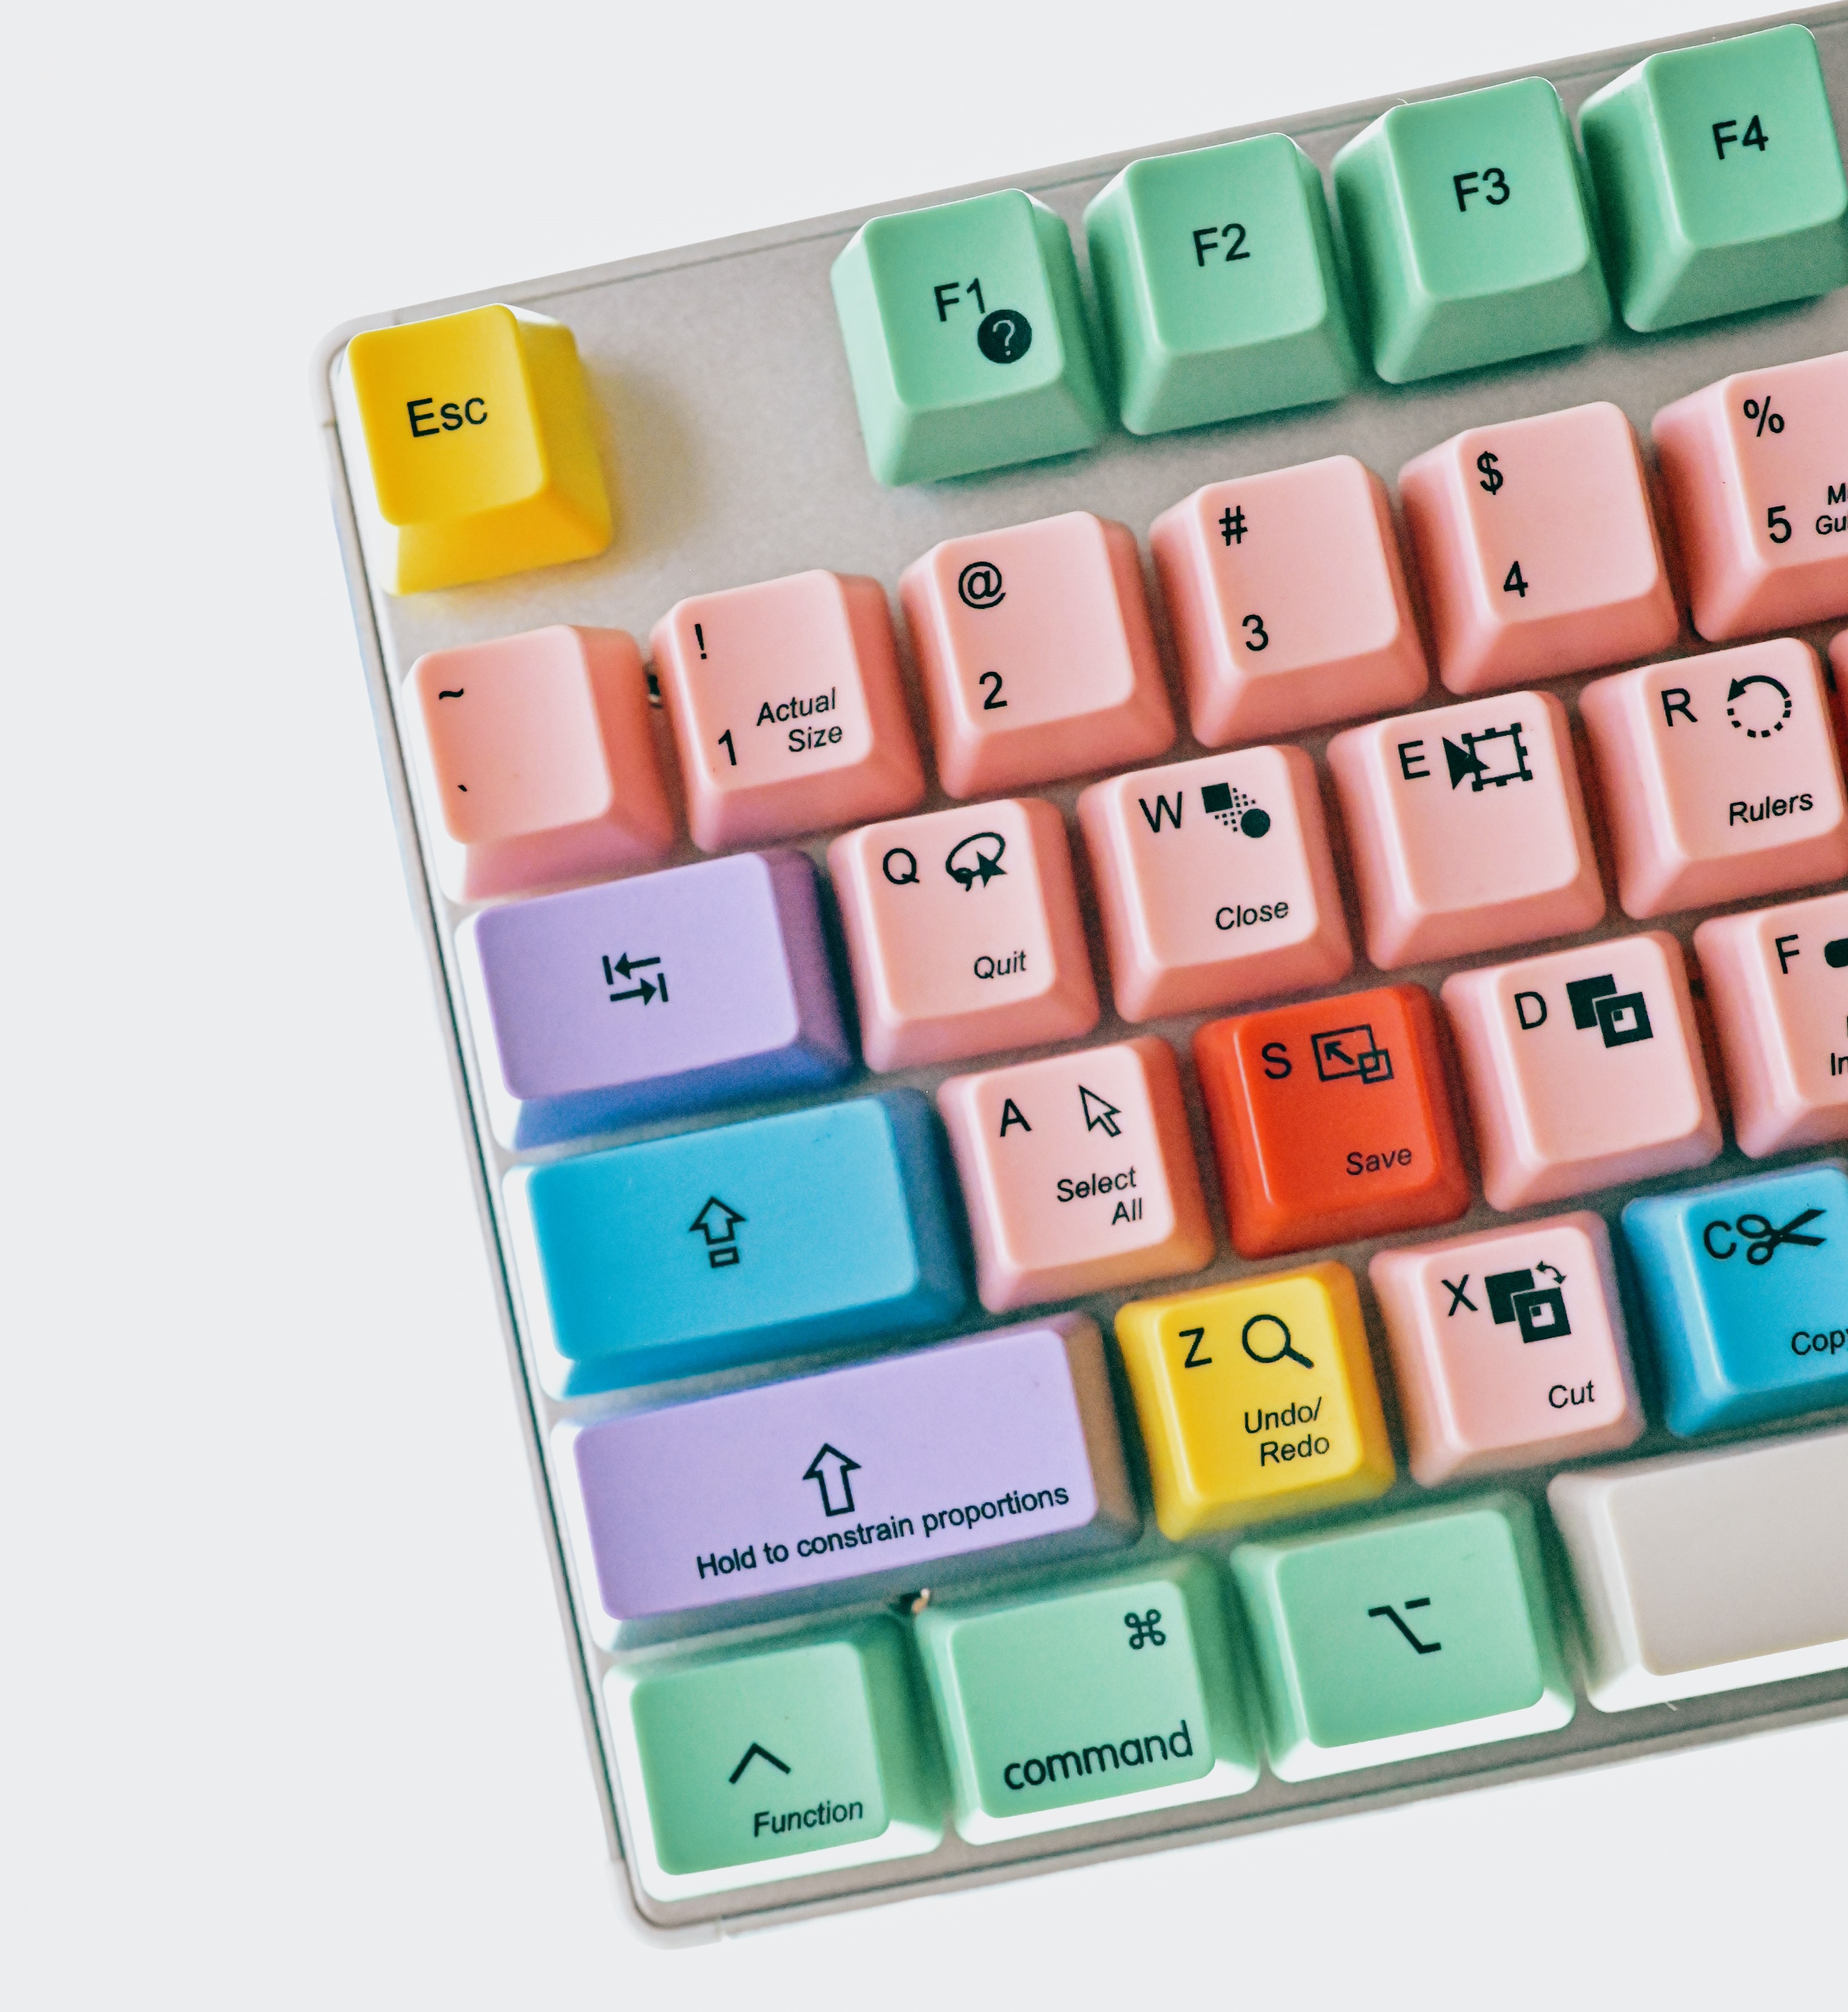 Esc
F1
?
F2
F3
F4
~
`
!
1
Actual
Size
@
2
#
3
$
4
%
5
Q
Quit
W
Close
E
R
Rulers
A
Select
All
S
Save
D
F
Hold to constrain proportions
Z
Undo/
Redo
X
Cut
C
^
Function
⌘
command
⌥